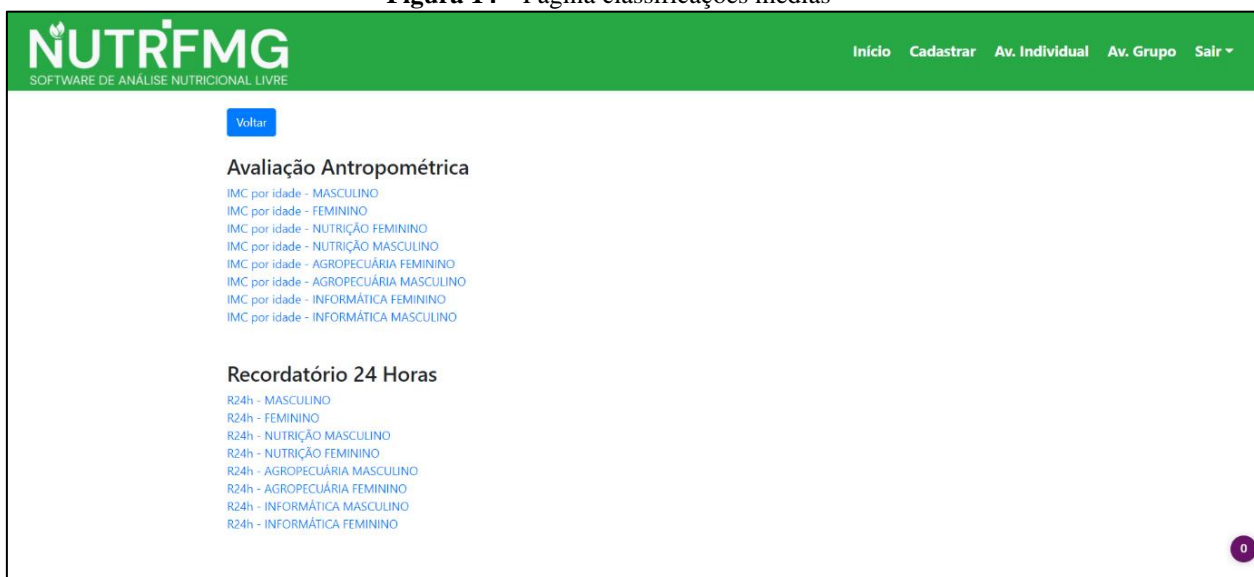 Figura 14 - Página classificações médias
NUTRIFMG
SOFTWARE DE ANÁLISE NUTRICIONAL LIVRE
Início Cadastrar Av. Individual Av. Grupo Sair
Voltar
Avaliação Antropométrica
IMC por idade - MASCULINO
IMC por idade - FEMININO
IMC por idade - NUTRIÇÃO FEMININO
IMC por idade - NUTRIÇÃO MASCULINO
IMC por idade - AGROPECUÁRIA FEMININO
IMC por idade - AGROPECUÁRIA MASCULINO
IMC por idade - INFORMÁTICA FEMININO
IMC por idade - INFORMÁTICA MASCULINO
Recordatório 24 Horas
R24h - MASCULINO
R24h - FEMININO
R24h - NUTRIÇÃO MASCULINO
R24h - NUTRIÇÃO FEMININO
R24h - AGROPECUÁRIA MASCULINO
R24h - AGROPECUÁRIA FEMININO
R24h - INFORMÁTICA MASCULINO
R24h - INFORMÁTICA FEMININO
0